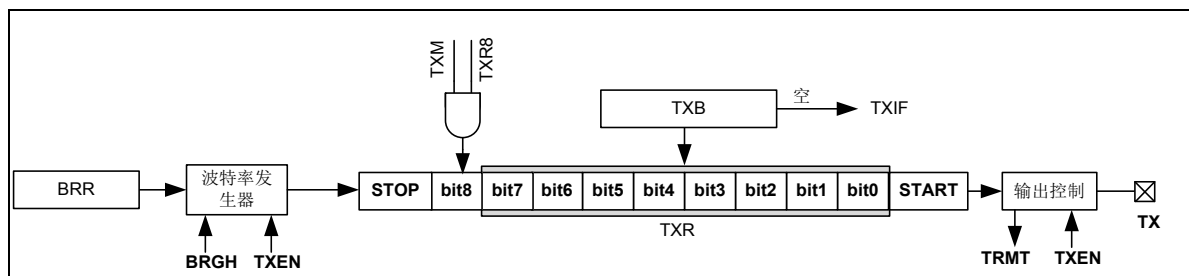 TXM
TXR8
TXB
空
TXIF
BRR
波特率发
生器
STOP
bit8
bit7
bit6
bit5
bit4
bit3
bit2
bit1
bit0
START
输出控制
TX
TXR
BRGH
TXEN
TRMT
TXEN